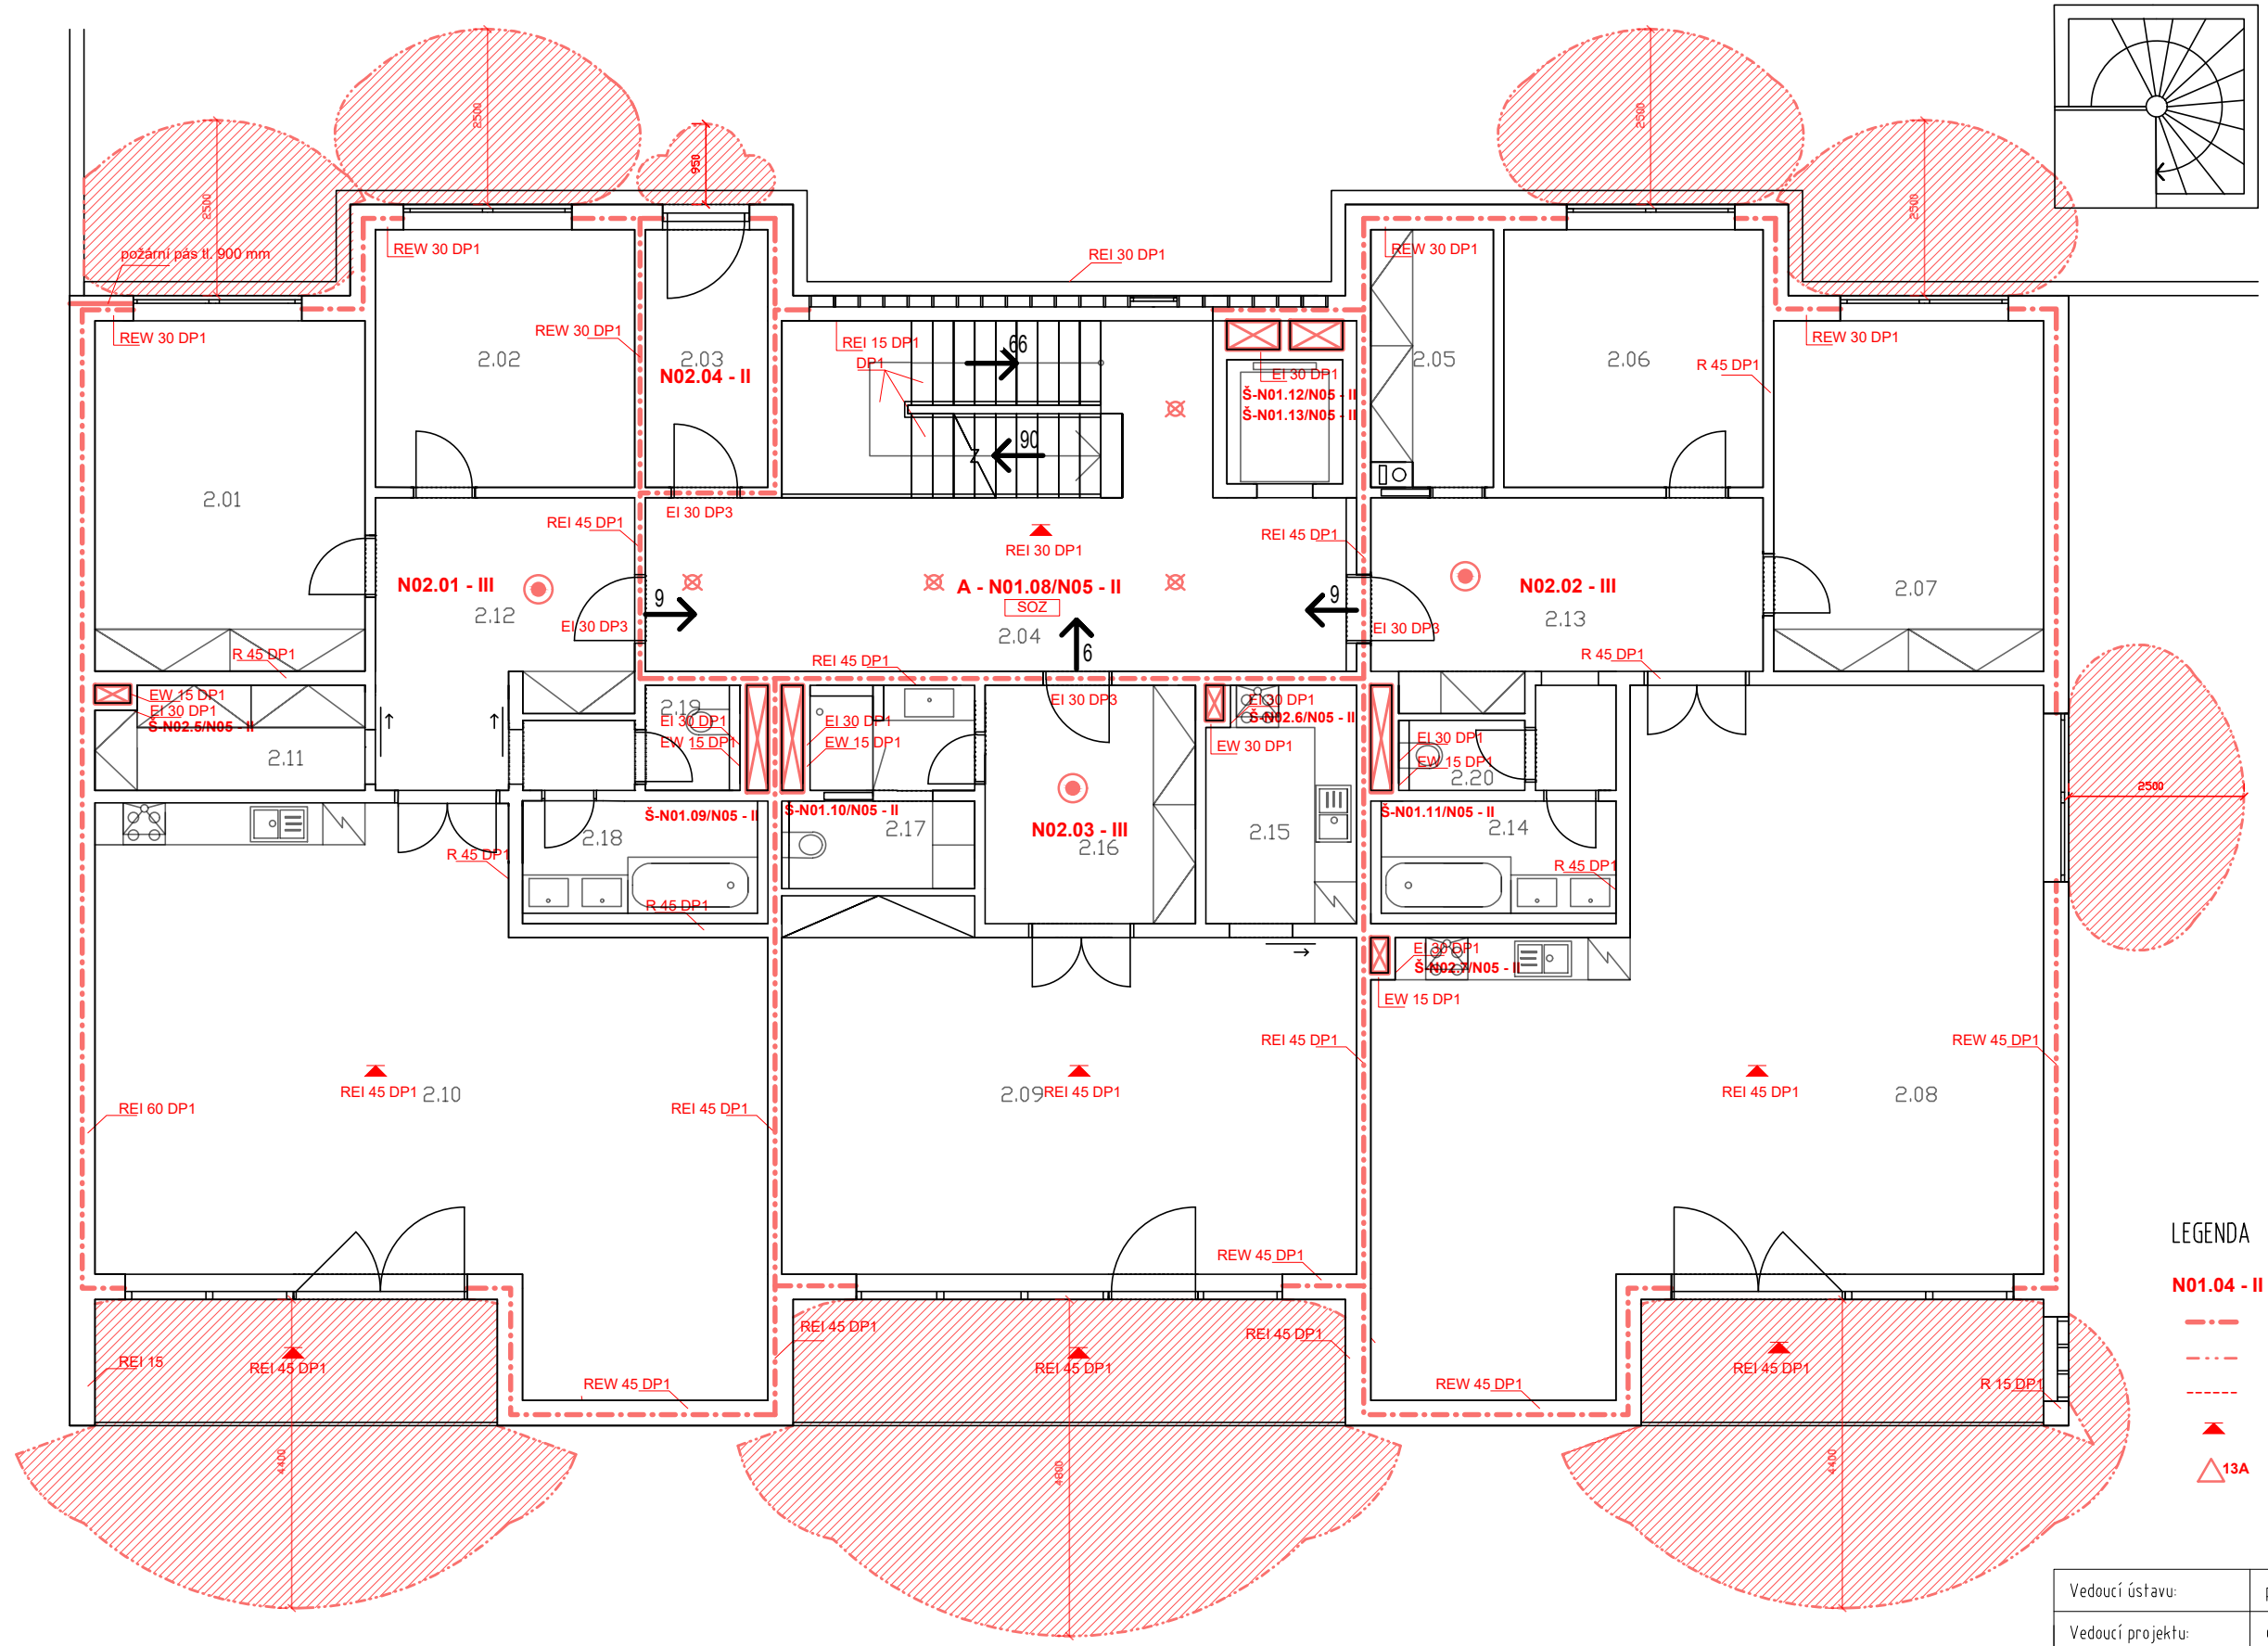 2500
2500
950
2500
2500
2500
požární pás tl. 900 mm
REW 30 DP1
REI 30 DP1
REW 30 DP1
REW 30 DP1
REW 30 DP1
REI 15 DP1
66
REW 30 DP1
2.02
2.03
DP1
2.05
2.06
R 45 DP1
REW 30 DP1
N02.04 - II
EI 30 DP1
Š-N01.12/N05 - II
Š-N01.13/N05 - II
90
2.01
EI 30 DP3
REI 45 DP1
REI 45 DP1
REI 30 DP1
N02.01 - III
A - N01.08/N05 - II
N02.02 - III
2.07
9
SOZ
9
2.12
2.13
EI 30 DP3
2.04
EI 30 DP3
6
R 45 DP1
REI 45 DP1
R 45 DP1
EW 15 DP1
EI 30 DP1
Š-N02.5/N05 - II
2.19
EI 30 DP1
EW 15 DP1
EI 30 DP1
EW 15 DP1
EI 30 DP3
EI 30 DP1
Š-N02.6/N05 - II
EW 30 DP1
EI 30 DP1
EW 15 DP1
2.20
2.11
2500
Š-N01.09/N05 - II
Š-N01.10/N05 - II
Š-N01.11/N05 - II
2.18
2.17
N02.03 - III
2.16
2.15
2.14
R 45 DP1
R 45 DP1
R 45 DP1
EI 30 DP1
Š-N02.7/N05 - II
EW 15 DP1
REI 45 DP1
REW 45 DP1
REI 45 DP1
2.10
2.09
REI 45 DP1
REI 45 DP1
2.08
REI 60 DP1
REI 45 DP1
LEGENDA
REW 45 DP1
N01.04 - II
REI 45 DP1
REI 45 DP1
REI 15
REI 45 DP1
REI 45 DP1
REI 45 DP1
REW 45 DP1
REW 45 DP1
R 15 DP1
4400
4800
4400
13A
Vedoucí ústavu:
Vedoucí projektu: